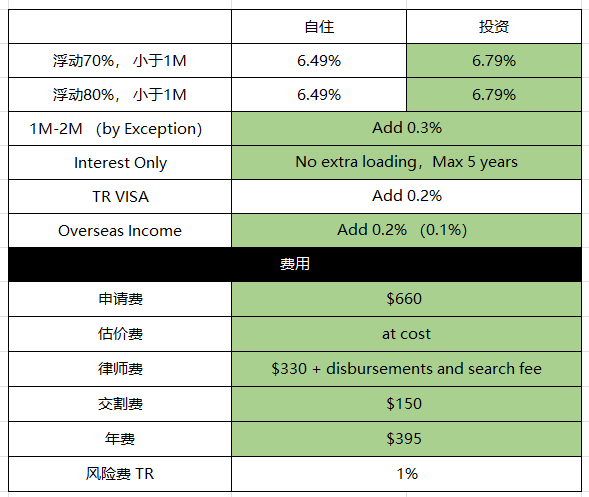 自住 投资
浮动70%， 小于1M 6.49% 6.79%
浮动80%， 小于1M 6.49% 6.79%
1M-2M （by Exception） Add 0.3%
Interest Only No extra loading，Max 5 years
TR VISA Add 0.2%
Overseas Income Add 0.2% （0.1%）
费用
申请费 $660
估价费 at cost
律师费 $330 + disbursements and search fee
交割费 $150
年费 $395
风险费 TR 1%